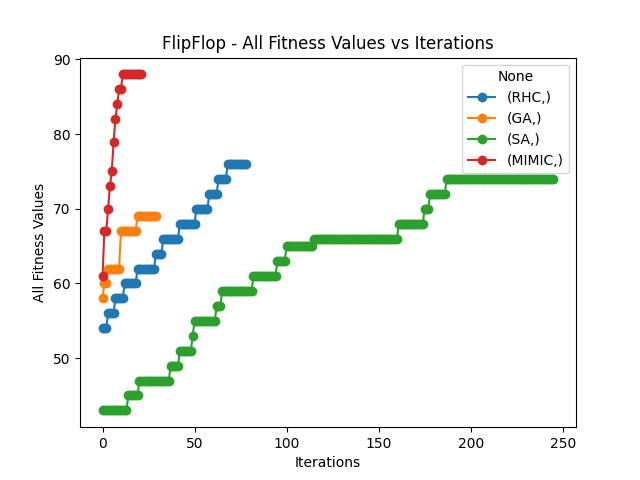 FlipFlop - All Fitness Values vs Iterations
None
(RHC,)
(GA,)
(SA,)
(MIMIC,)
All Fitness Values
90
80
70
60
50
0 50 100 150 200 250
Iterations